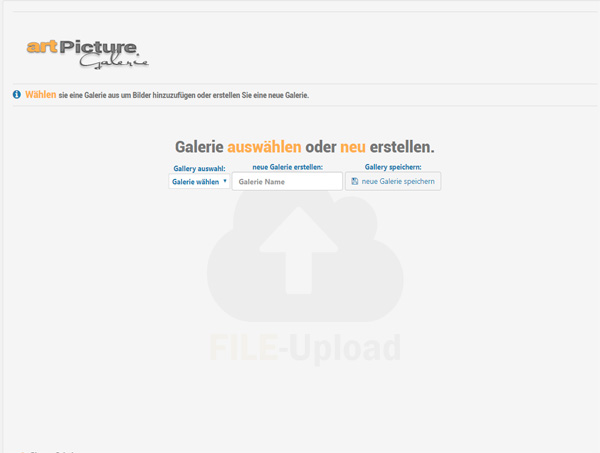 artPicture
Galerie
Wählen sie eine Galerie aus um Bilder hinzuzufügen oder erstellen Sie eine neue Galerie.
Galerie auswählen oder neu erstellen.
Gallery auswahl: neue Galerie erstellen: Gallery speichern:
Galerie wählen * Galerie Name neue Galerie speichern
FILE-Upload